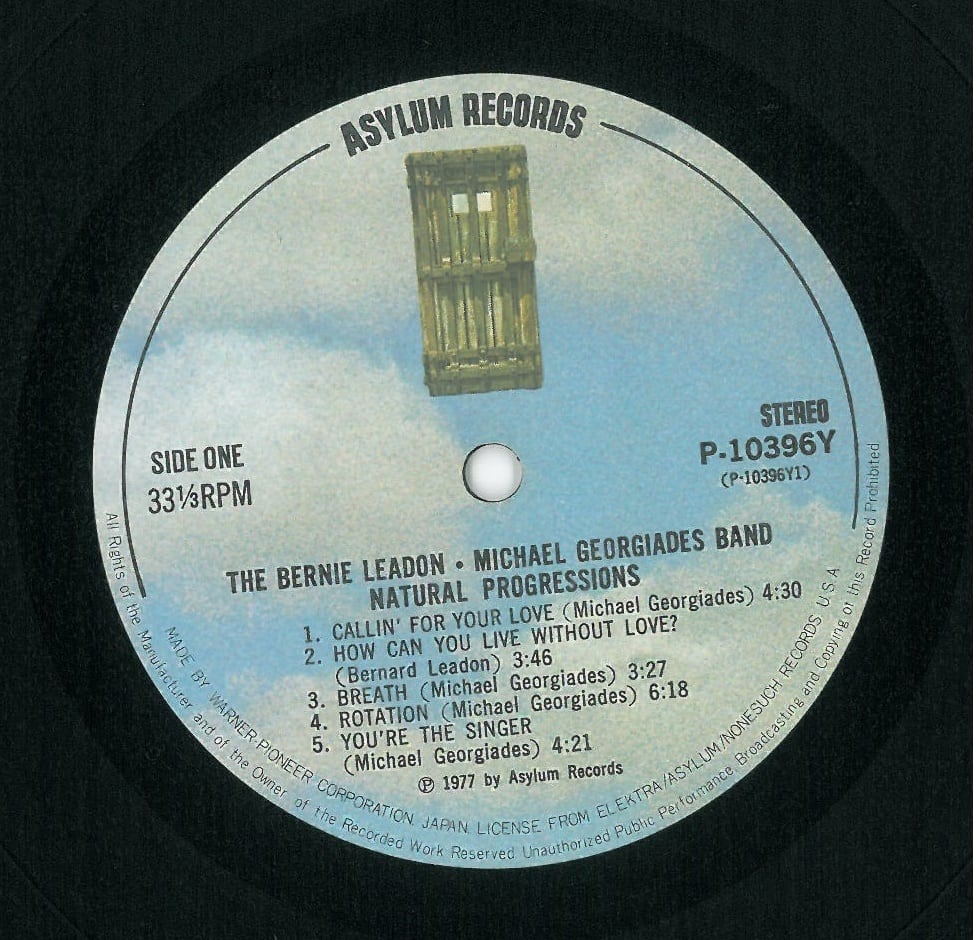 ASYLUM RECORDS
SIDE ONE
33⅓RPM
STEREO
P-10396Y
(P-10396Y1)
THE BERNIE LEADON • MICHAEL GEORGIADES BAND
NATURAL PROGRESSIONS
1. CALLIN' FOR YOUR LOVE (Michael Georgiades) 4:30
2. HOW CAN YOU LIVE WITHOUT LOVE?
(Bernard Leadon) 3:46
3. BREATH (Michael Georgiades) 3:27
4. ROTATION (Michael Georgiades) 6:18
5. YOU'RE THE SINGER
(Michael Georgiades) 4:21
℗ 1977 by Asylum Records
MADE BY WARNER-PIONEER CORPORATION, JAPAN. LICENSE FROM ELEKTRA/ASYLUM/NONESUCH RECORDS U.S.A
All Rights of the Manufacturer and of the Owner of the Recorded Work Reserved Unauthorized Public Performance Broadcasting and Copying of this Record Prohibited